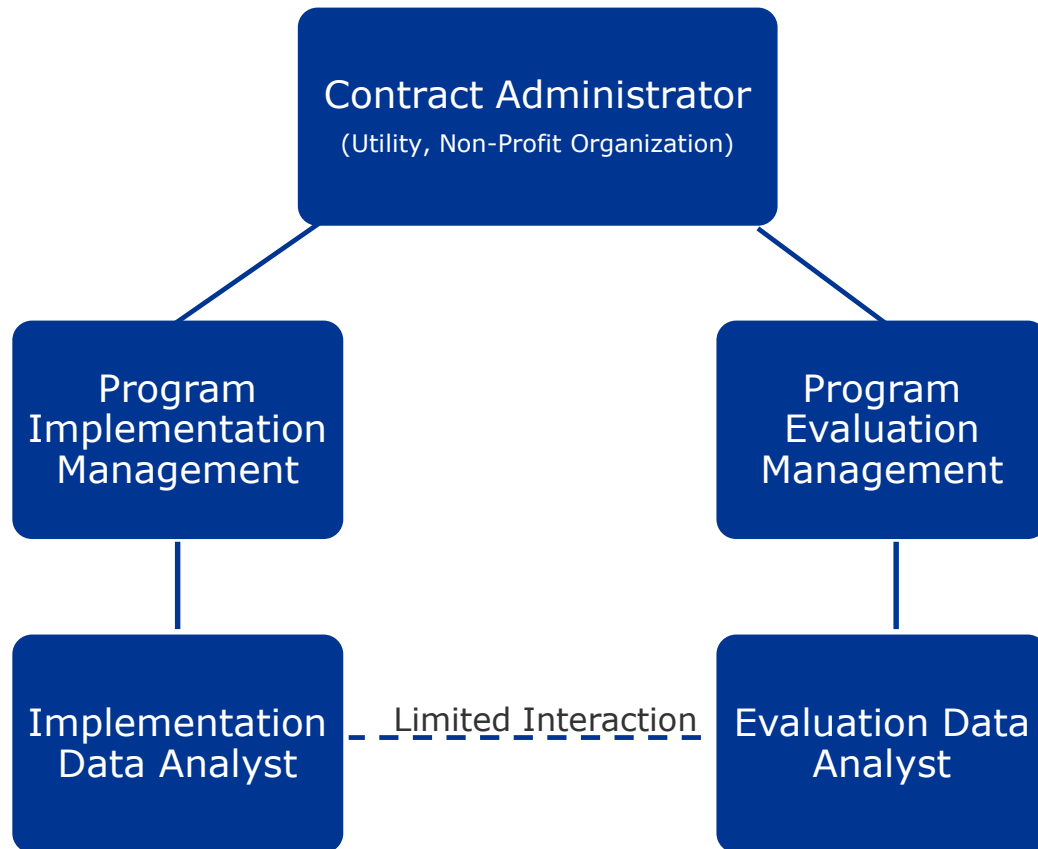 Contract Administrator
(Utility, Non-Profit Organization)
Program
Implementation
Management
Program
Evaluation
Management
Implementation
Data Analyst
Limited Interaction
Evaluation Data
Analyst